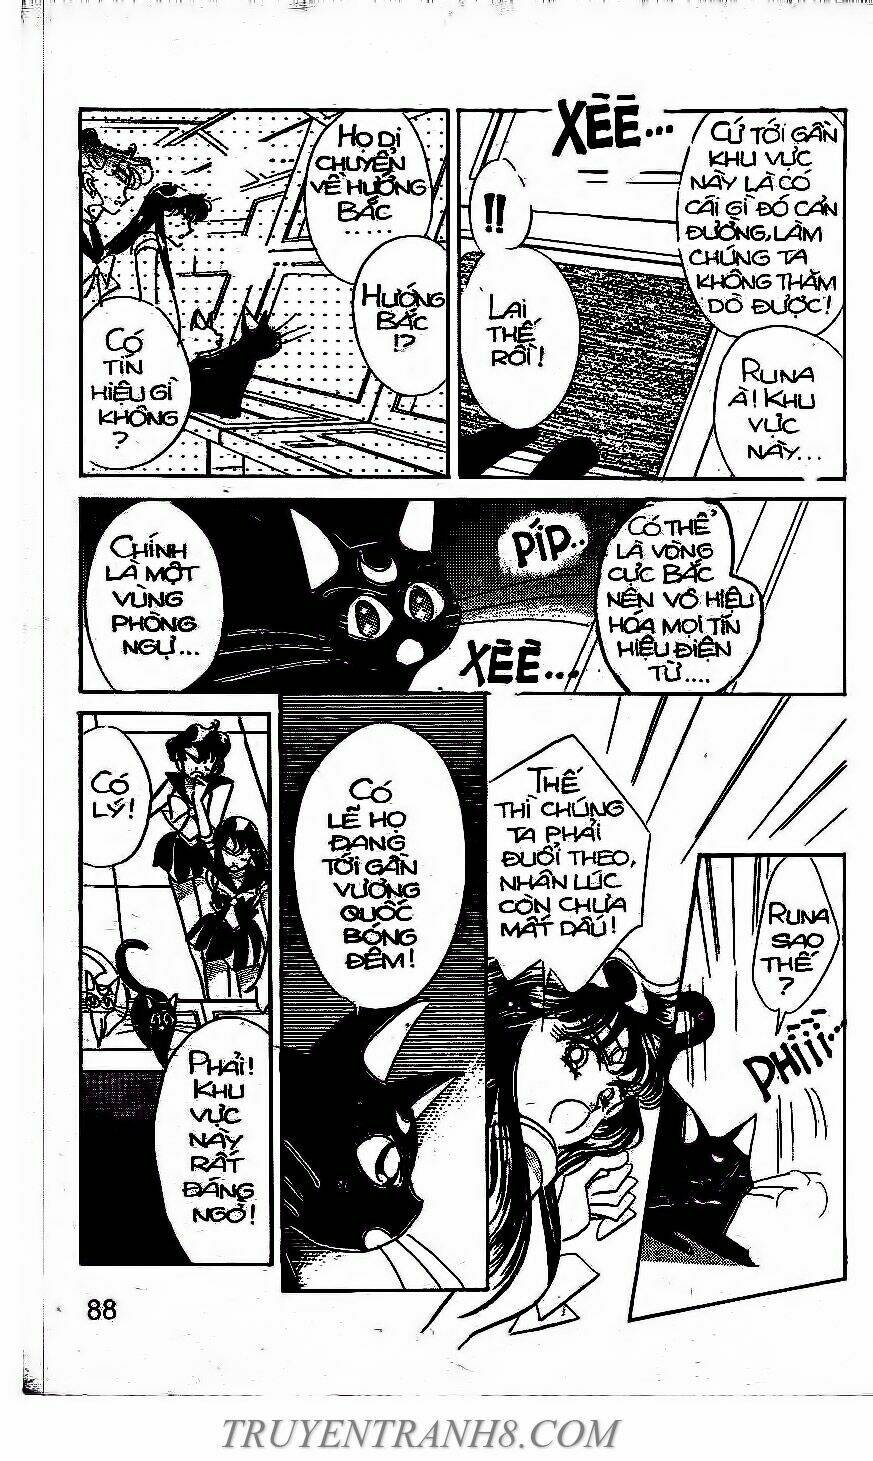 XÈÈ...
CỨ TỚI GẦN
KHU VỰC
NÀY LÀ CÓ
CÁI GÌ ĐÓ CẢN
ĐƯỜNG, LÀM
CHÚNG TA
KHÔNG THĂM
DÒ ĐƯỢC!
RUNA
À! KHU
VỰC
NÀY...
!!
LẠI
THẾ
RỒI!
HỌ DI
CHUYỂN
VỀ HƯỚNG
BẮC
.....
HƯỚNG
BẮC
!?
CÓ
TÍN
HIỆU GÌ
KHÔNG
?
CÓ THỂ
LÀ VÒNG
CỰC BẮC
NÊN VÔ HIỆU
HÓA MỌI TÍN
HIỆU ĐIỆN
TỪ....
PÍP..
XÈÈ...
CHÍNH
LÀ MỘT
VÙNG
PHÒNG
NGỰ...
RUNA
SAO
THẾ
?
PHÌÌÌ...
THẾ
THÌ CHÚNG
TA PHẢI
ĐUỔI THEO,
NHÂN LÚC
CÒN CHƯA
MẤT DẤU!
CÓ
LẼ HỌ
ĐANG
TỚI GẦN
VƯƠNG
QUỐC
BÓNG
ĐÊM!
CÓ
LÝ!
PHẢI!
KHU
VỰC
NÀY
RẤT
ĐÁNG
NGỜ!
88
TRUYENTRANH8.COM